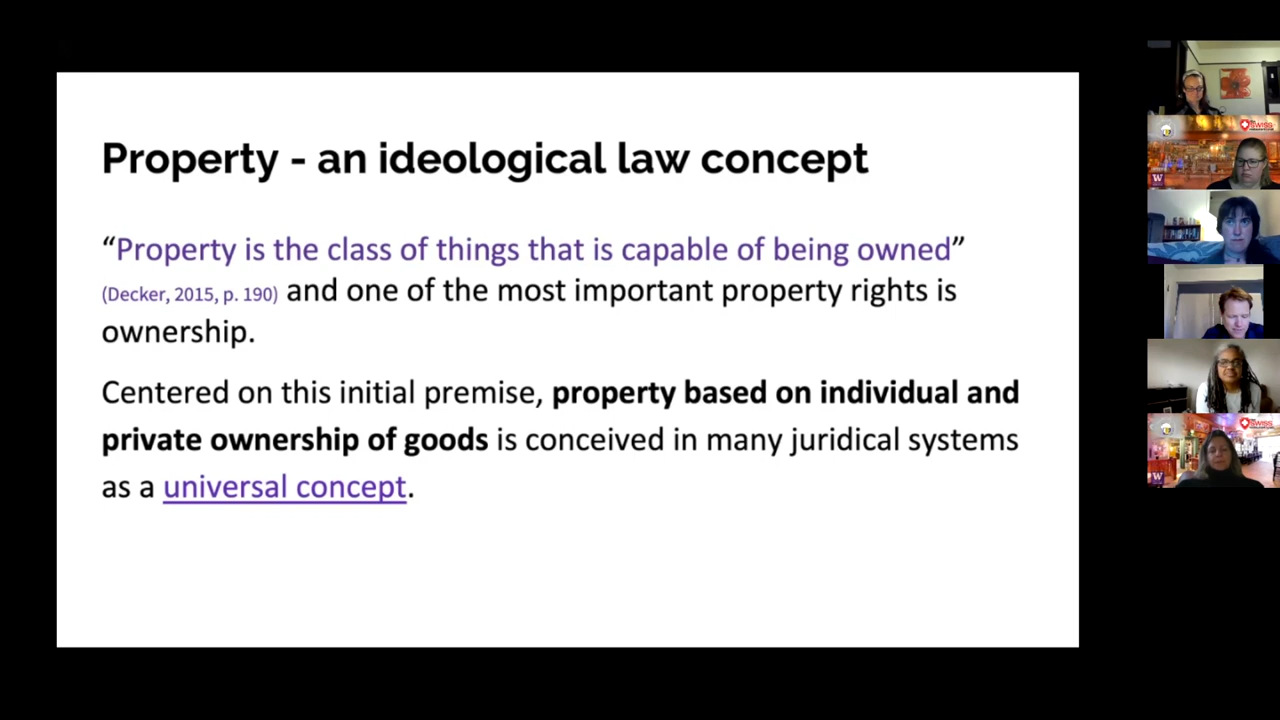 Property - an ideological law concept
“Property is the class of things that is capable of being owned”
(Decker, 2015, p. 190) and one of the most important property rights is
ownership.
Centered on this initial premise, property based on individual and
private ownership of goods is conceived in many juridical systems
as a universal concept.
SWISS
W
SWISS
W